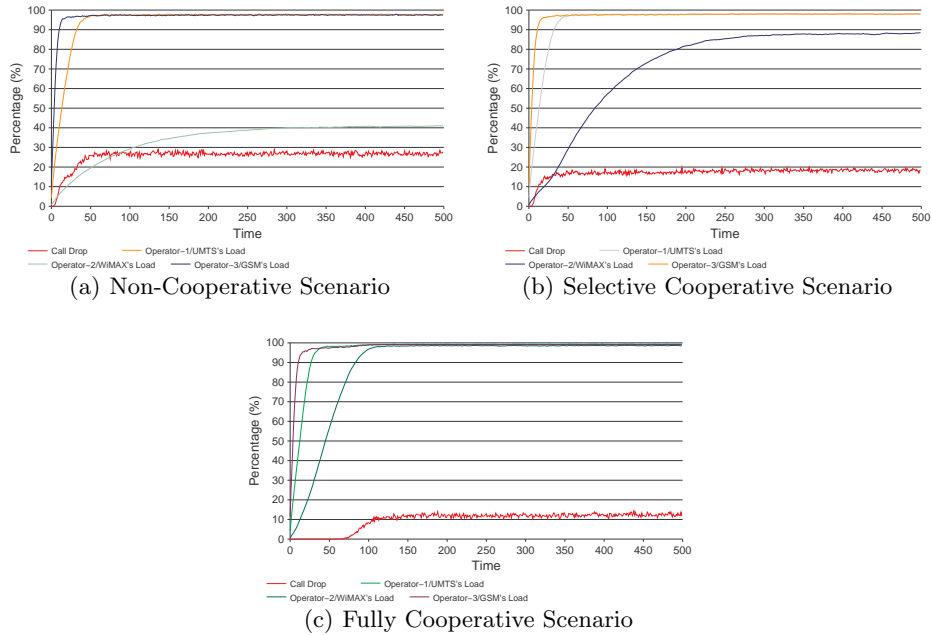 100
90
80
70
60
50
40
30
20
10
0
Percentage (%)
0 50 100 150 200 250 300 350 400 450 500
Time
Call Drop Operator−1/UMTS's Load
Operator−2/WiMAX's Load Operator−3/GSM's Load
(a) Non-Cooperative Scenario
100
90
80
70
60
50
40
30
20
10
0
Percentage (%)
0 50 100 150 200 250 300 350 400 450 500
Time
Call Drop Operator−1/UMTS's Load
Operator−2/WiMAX's Load Operator−3/GSM's Load
(b) Selective Cooperative Scenario
100
90
80
70
60
50
40
30
20
10
0
Percentage (%)
0 50 100 150 200 250 300 350 400 450 500
Time
Call Drop Operator−1/UMTS's Load
Operator−2/WiMAX's Load Operator−3/GSM's Load
(c) Fully Cooperative Scenario